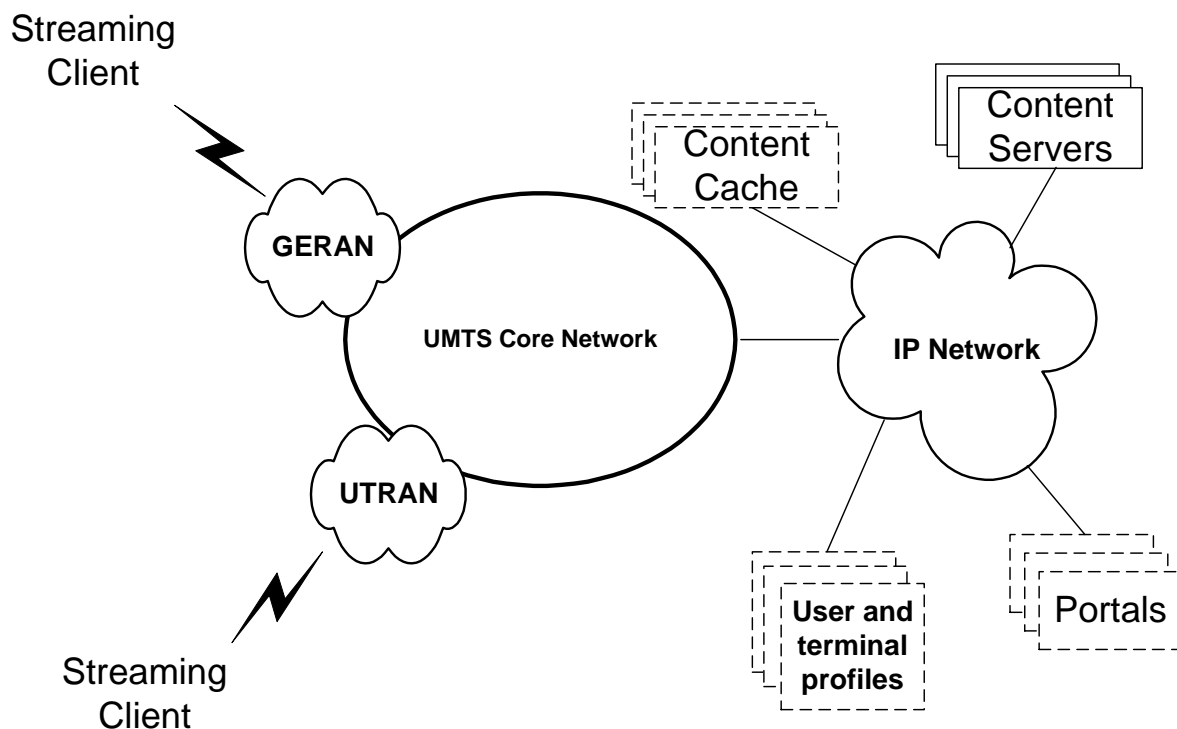 Streaming
Client
Content
Servers
Content
Cache
GERAN
UMTS Core Network
IP Network
UTRAN
User and
terminal
profiles
Portals
Streaming
Client